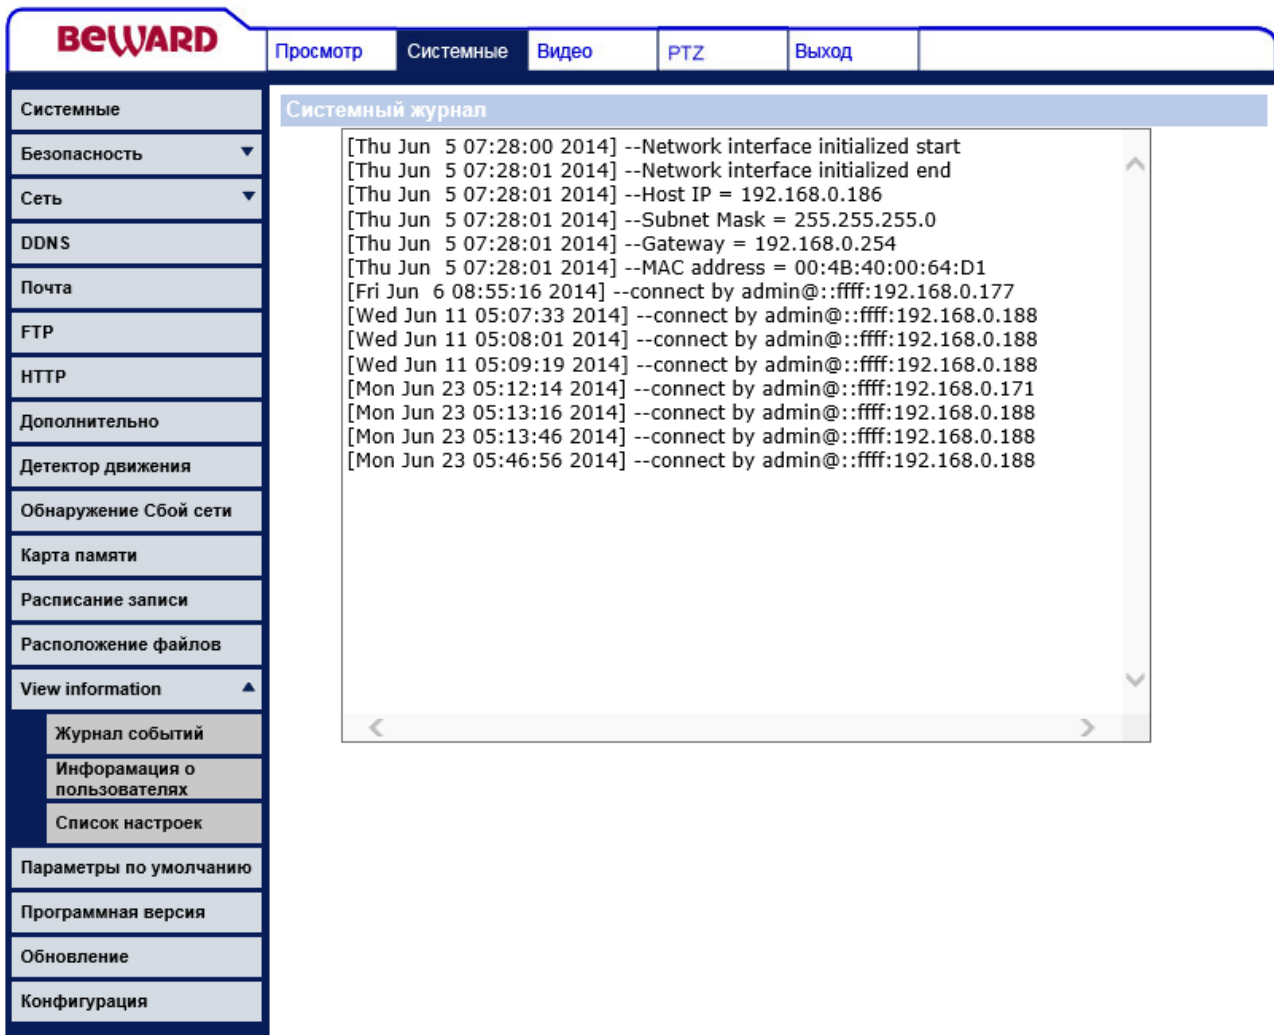 BEWARD
Просмотр Системные Видео PTZ Выход
Системные
Безопасность
Сеть
DDNS
Почта
FTP
HTTP
Дополнительно
Детектор движения
Обнаружение Сбой сети
Карта памяти
Расписание записи
Расположение файлов
View information
Журнал событий
Инфорамация о
пользователях
Список настроек
Параметры по умолчанию
Программная версия
Обновление
Конфигурация
Системный журнал
[Thu Jun  5 07:28:00 2014] --Network interface initialized start
[Thu Jun  5 07:28:01 2014] --Network interface initialized end
[Thu Jun  5 07:28:01 2014] --Host IP = 192.168.0.186
[Thu Jun  5 07:28:01 2014] --Subnet Mask = 255.255.255.0
[Thu Jun  5 07:28:01 2014] --Gateway = 192.168.0.254
[Thu Jun  5 07:28:01 2014] --MAC address = 00:4B:40:00:64:D1
[Fri Jun  6 08:55:16 2014] --connect by admin@::ffff:192.168.0.177
[Wed Jun 11 05:07:33 2014] --connect by admin@::ffff:192.168.0.188
[Wed Jun 11 05:08:01 2014] --connect by admin@::ffff:192.168.0.188
[Wed Jun 11 05:09:19 2014] --connect by admin@::ffff:192.168.0.188
[Mon Jun 23 05:12:14 2014] --connect by admin@::ffff:192.168.0.171
[Mon Jun 23 05:13:16 2014] --connect by admin@::ffff:192.168.0.188
[Mon Jun 23 05:13:46 2014] --connect by admin@::ffff:192.168.0.188
[Mon Jun 23 05:46:56 2014] --connect by admin@::ffff:192.168.0.188